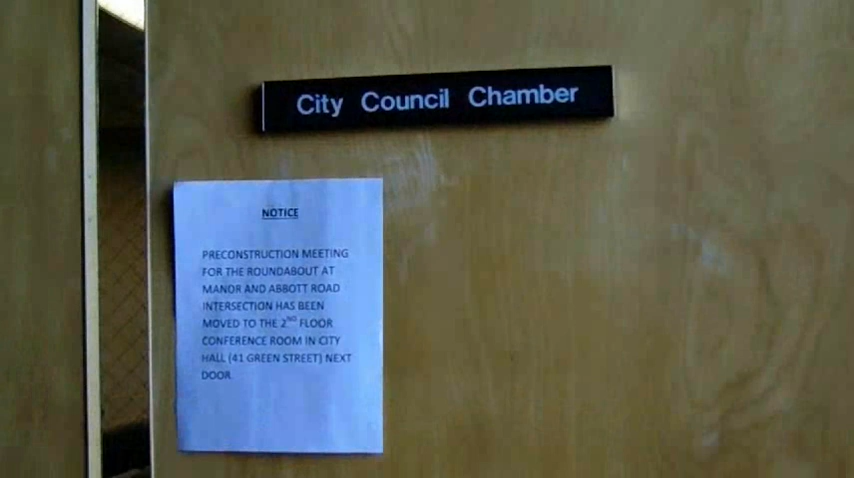 City Council Chamber
NOTICE
PRECONSTRUCTION MEETING
FOR THE ROUNDABOUT AT
MANOR AND ABBOTT ROAD
INTERSECTION HAS BEEN
MOVED TO THE 2ND FLOOR
CONFERENCE ROOM IN CITY
HALL (41 GREEN STREET) NEXT
DOOR.